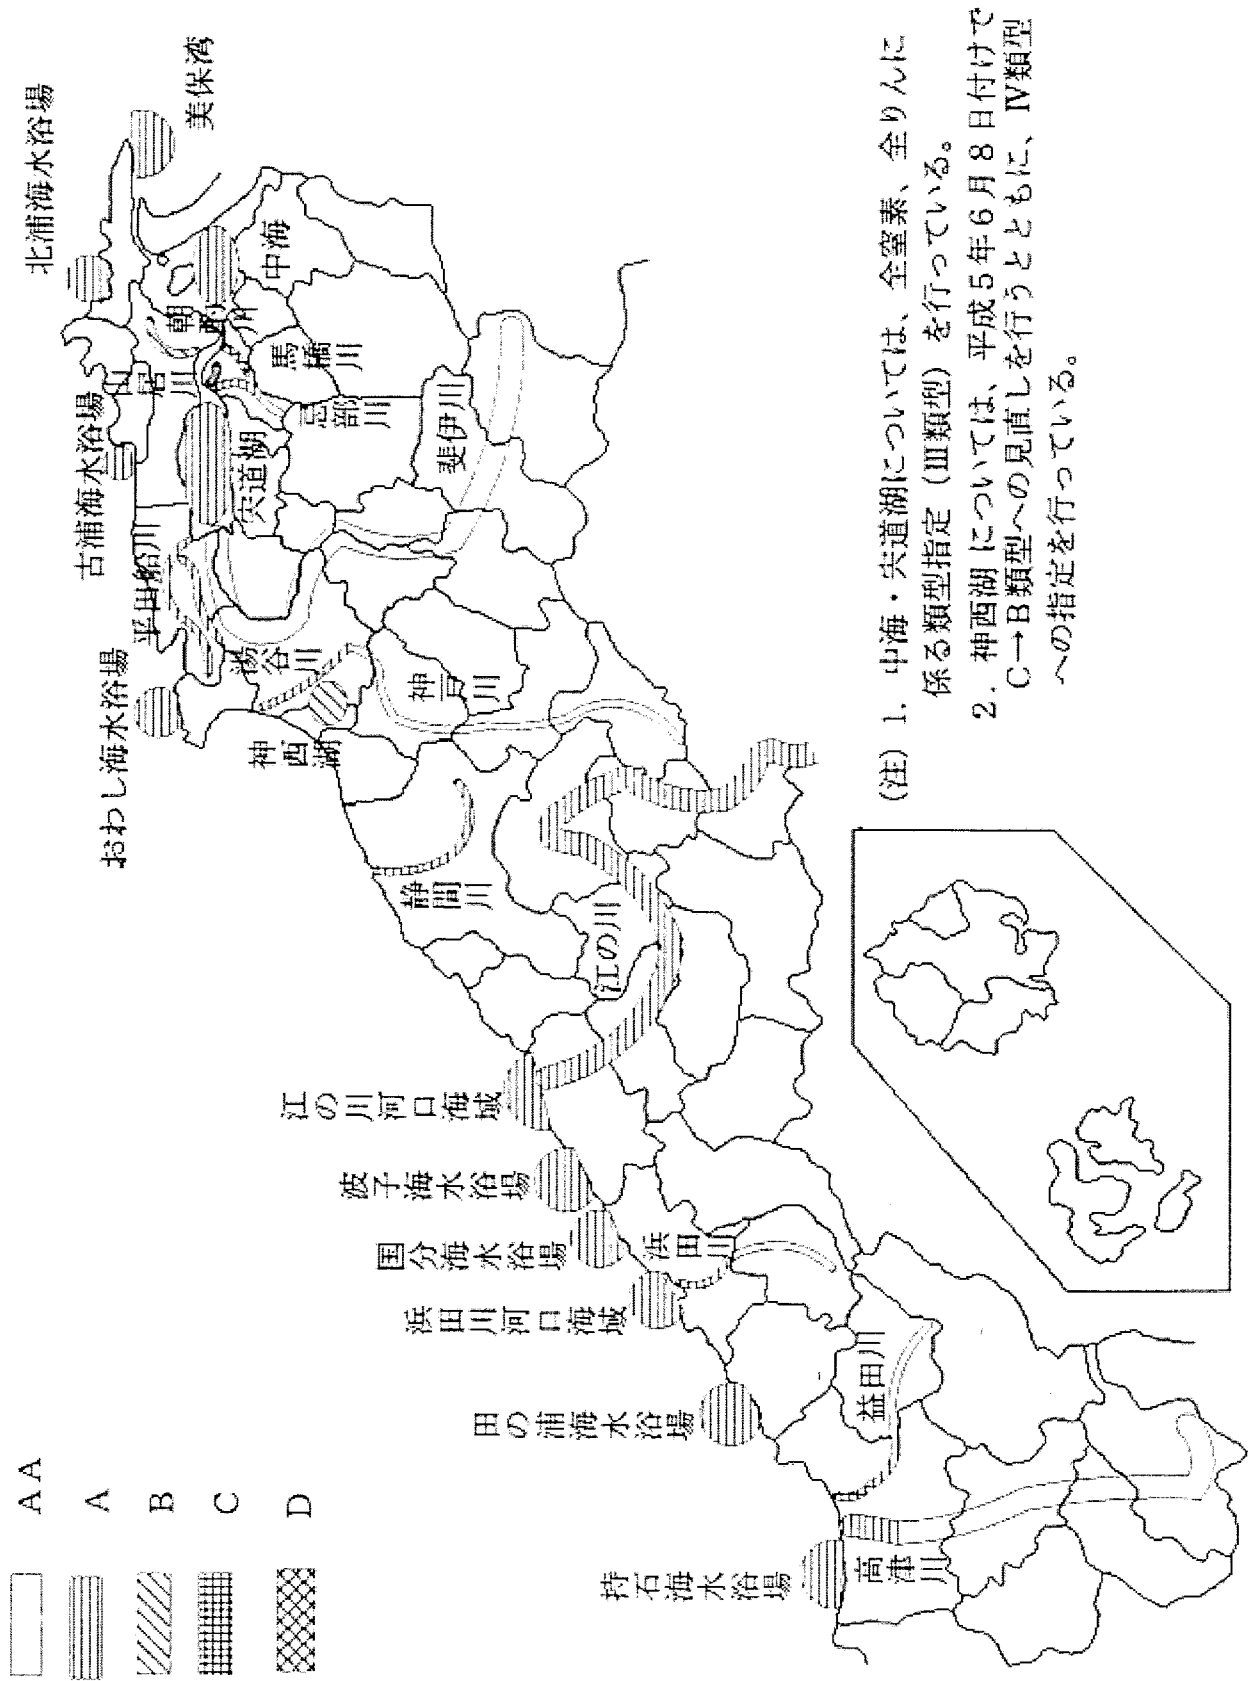 AA
A
B
C
D
北浦海水浴場
美保湾
古浦海水浴場
おわし海水浴場
中海
朝酌川
馬橋川
忌部川
宍道湖
平田船川
斐伊川
湯谷川
神西湖
神戸川
静間川
江の川
江の川河口海域
波子海水浴場
国分海水浴場
浜田川
浜田川河口海域
田の浦海水浴場
益田川
持石海水浴場
高津川
(注) 1. 中海・宍道湖については、全窒素、全りんに
係る類型指定(Ⅲ類型)を行っている。
2. 神西湖については、平成5年6月8日付けで
C→B類型への見直しを行うとともに、Ⅳ類型
への指定を行っている。